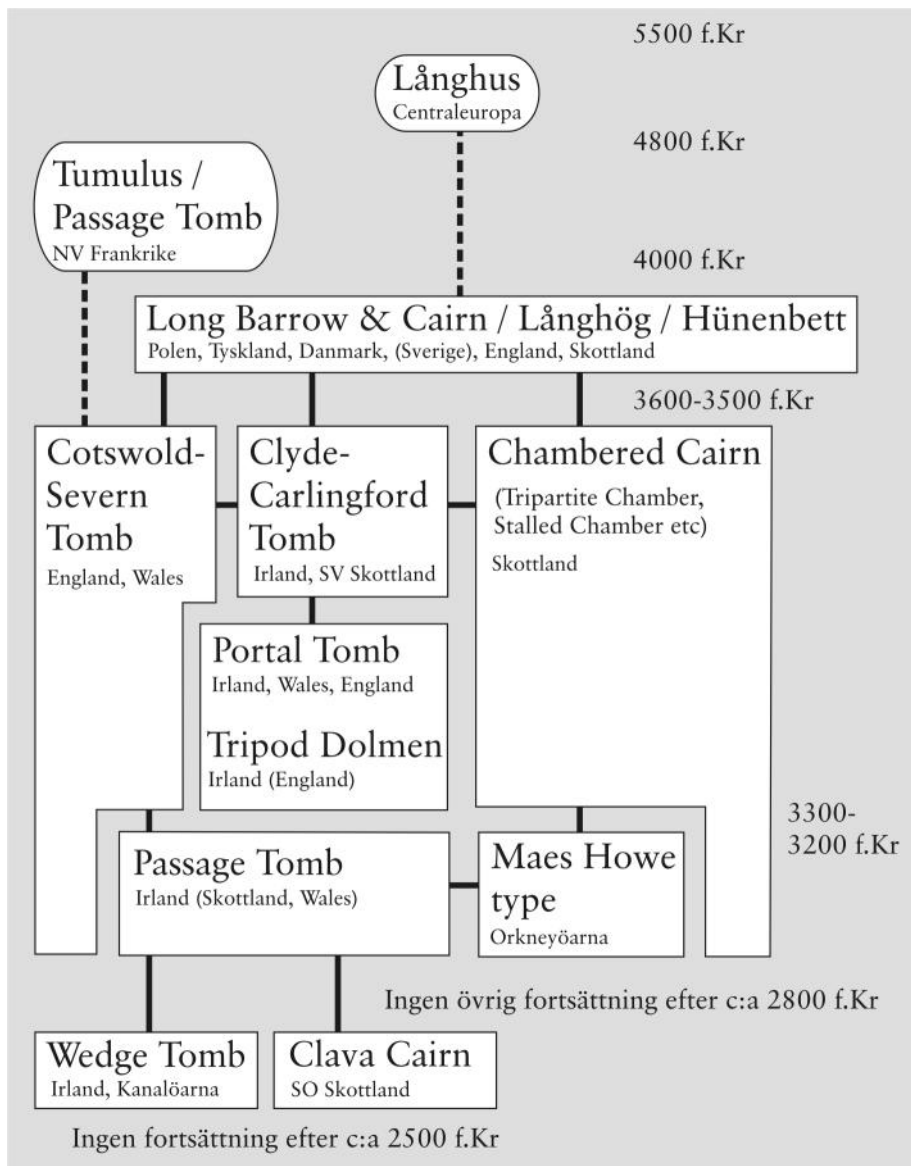 5500 f.Kr
Långhus
Centraleuropa
4800 f.Kr
Tumulus /
Passage Tomb
NV Frankrike
4000 f.Kr
Long Barrow & Cairn / Långhög / Hünenbett
Polen, Tyskland, Danmark, (Sverige), England, Skottland
3600-3500 f.Kr
Cotswold-
Severn
Tomb
England, Wales
Clyde-
Carlingford
Tomb
Irland, SV Skottland
Chambered Cairn
(Tripartite Chamber,
Stalled Chamber etc)
Skottland
Portal Tomb
Irland, Wales, England
Tripod Dolmen
Irland (England)
3300-
3200 f.Kr
Passage Tomb
Irland (Skottland, Wales)
Maes Howe
type
Orkneyöarna
Ingen övrig fortsättning efter c:a 2800 f.Kr
Wedge Tomb
Irland, Kanalöarna
Clava Cairn
SO Skottland
Ingen fortsättning efter c:a 2500 f.Kr